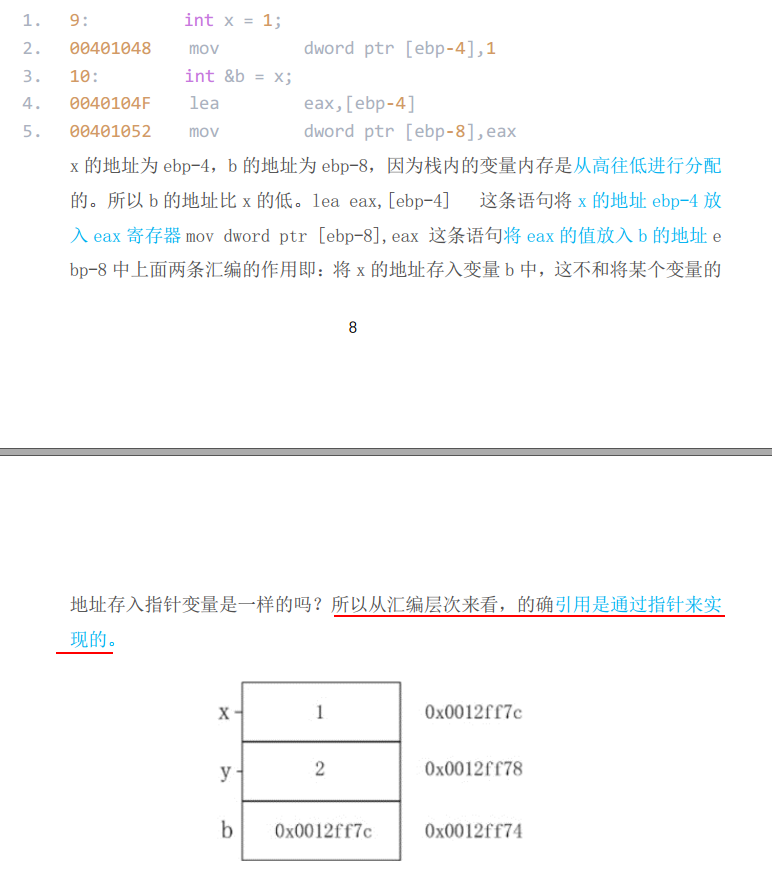 1. 9: int x = 1;
2. 00401048 mov dword ptr [ebp-4],1
3. 10: int &b = x;
4. 0040104F lea eax,[ebp-4]
5. 00401052 mov dword ptr [ebp-8],eax
x 的地址为 ebp-4，b 的地址为 ebp-8，因为栈内的变量内存是从高往低进行分配
的。所以 b 的地址比 x 的低。lea eax,[ebp-4] 这条语句将 x 的地址 ebp-4 放
入 eax 寄存器 mov dword ptr [ebp-8],eax 这条语句将 eax 的值放入 b 的地址 e
bp-8 中上面两条汇编的作用即：将 x 的地址存入变量 b 中，这不和将某个变量的
8
地址存入指针变量是一样的吗？所以从汇编层次来看，的确引用是通过指针来实
现的。
x 1 0x0012ff7c
y 2 0x0012ff78
b 0x0012ff7c 0x0012ff74